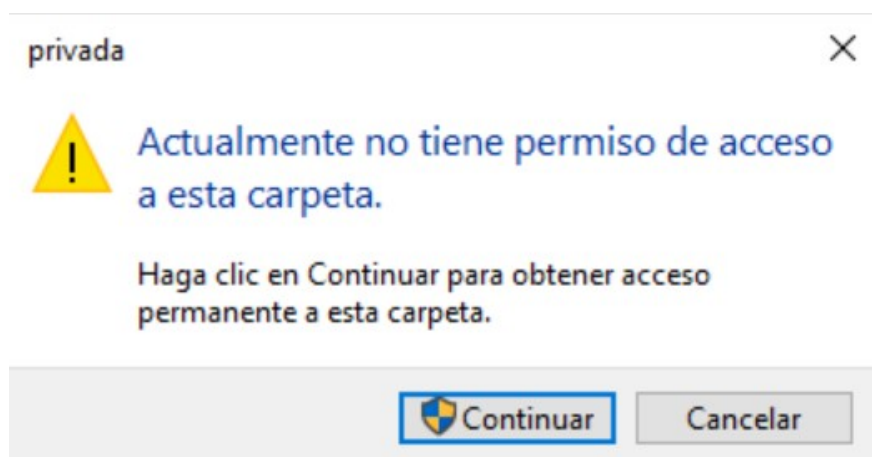 privada
Actualmente no tiene permiso de acceso
a esta carpeta.
Haga clic en Continuar para obtener acceso
permanente a esta carpeta.
Continuar
Cancelar